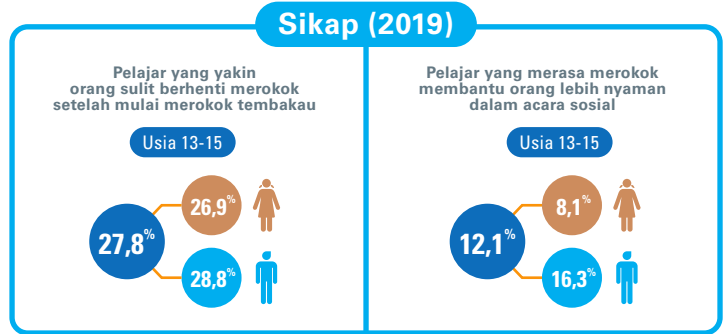 Sikap (2019)
Pelajar yang yakin
orang sulit berhenti merokok
setelah mulai merokok tembakau
Usia 13-15
27,8%
26,9%
28,8%
Pelajar yang merasa merokok
membantu orang lebih nyaman
dalam acara sosial
Usia 13-15
12,1%
8,1%
16,3%